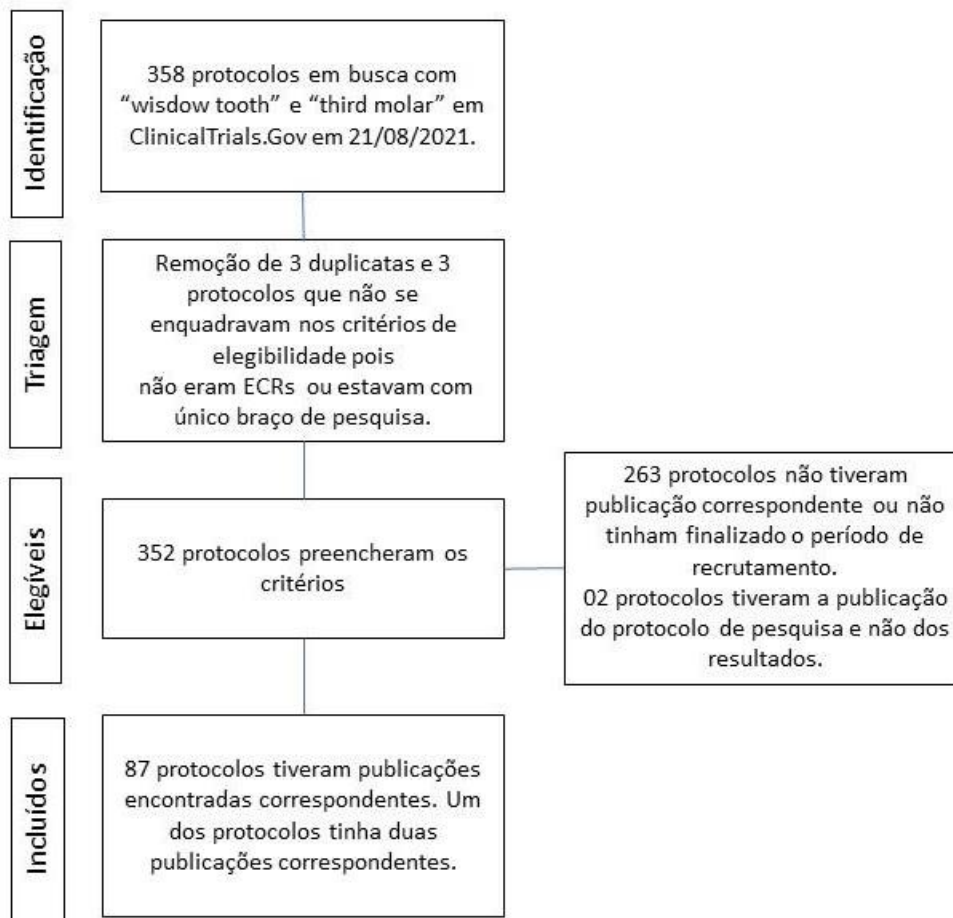 Identificação
358 protocolos em busca com
“wisdow tooth” e “third molar” em
ClinicalTrials.Gov em 21/08/2021.
Triagem
Remoção de 3 duplicatas e 3
protocolos que não se
enquadravam nos critérios de
elegibilidade pois
não eram ECRs ou estavam com
único braço de pesquisa.
Elegíveis
352 protocolos preencheram os
critérios
263 protocolos não tiveram
publicação correspondente ou não
tinham finalizado o período de
recrutamento.
02 protocolos tiveram a publicação
do protocolo de pesquisa e não dos
resultados.
Incluídos
87 protocolos tiveram publicações
encontradas correspondentes. Um
dos protocolos tinha duas
publicações correspondentes.